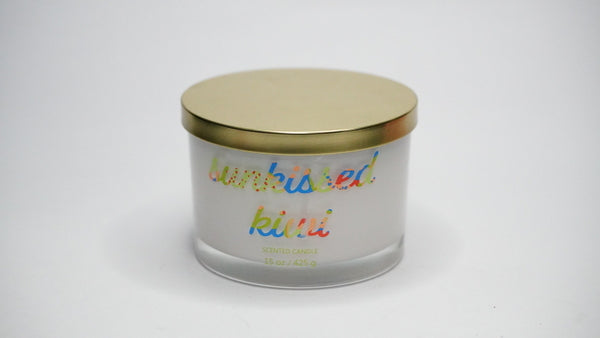 sunkissed
kiwi
SCENTED CANDLE
15 oz / 425 g